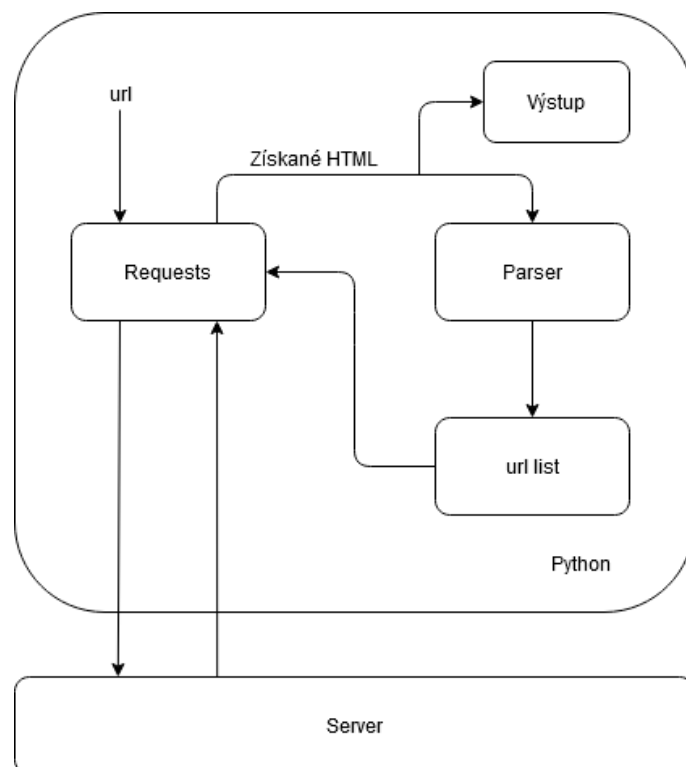 url
Výstup
Získané HTML
Requests
Parser
url list
Python
Server